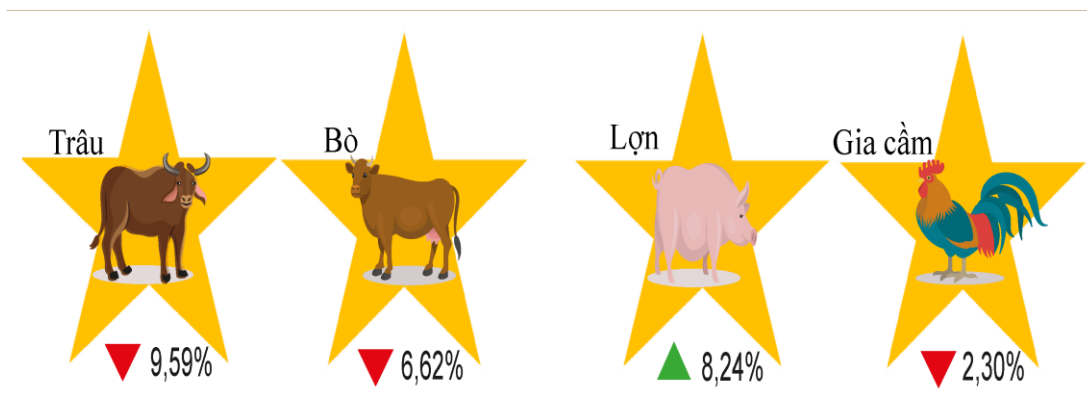 Trâu
Bò
Lợn
Gia cầm
9,59%
6,62%
8,24%
2,30%